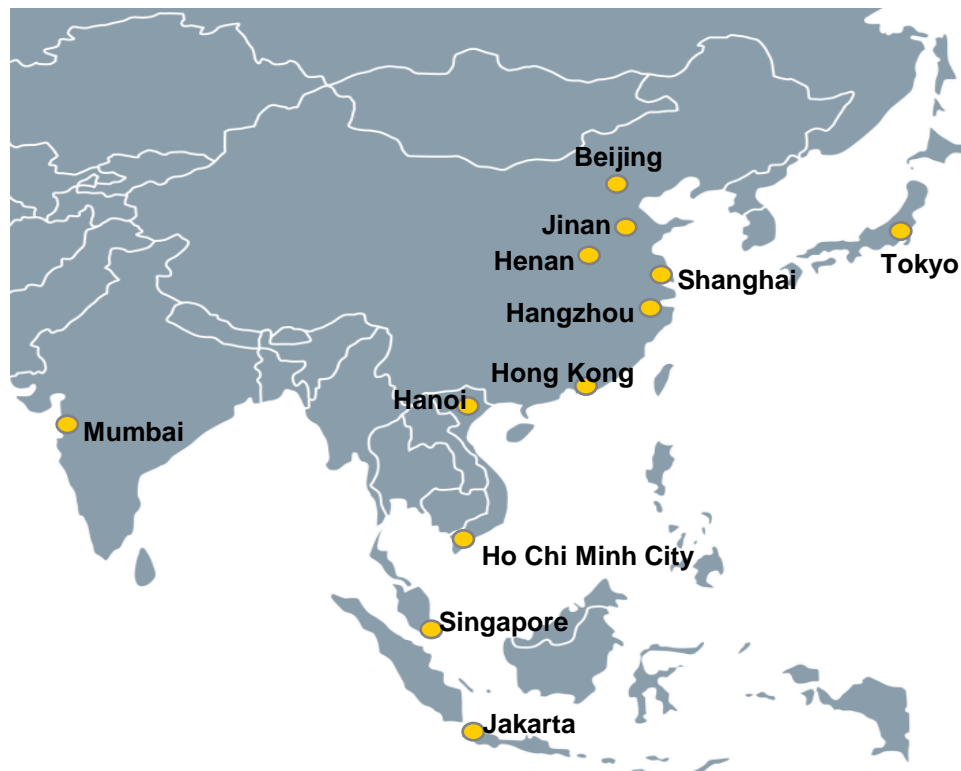 Beijing
Jinan
Henan
Tokyo
Shanghai
Hangzhou
Hong Kong
Hanoi
Mumbai
Ho Chi Minh City
Singapore
Jakarta